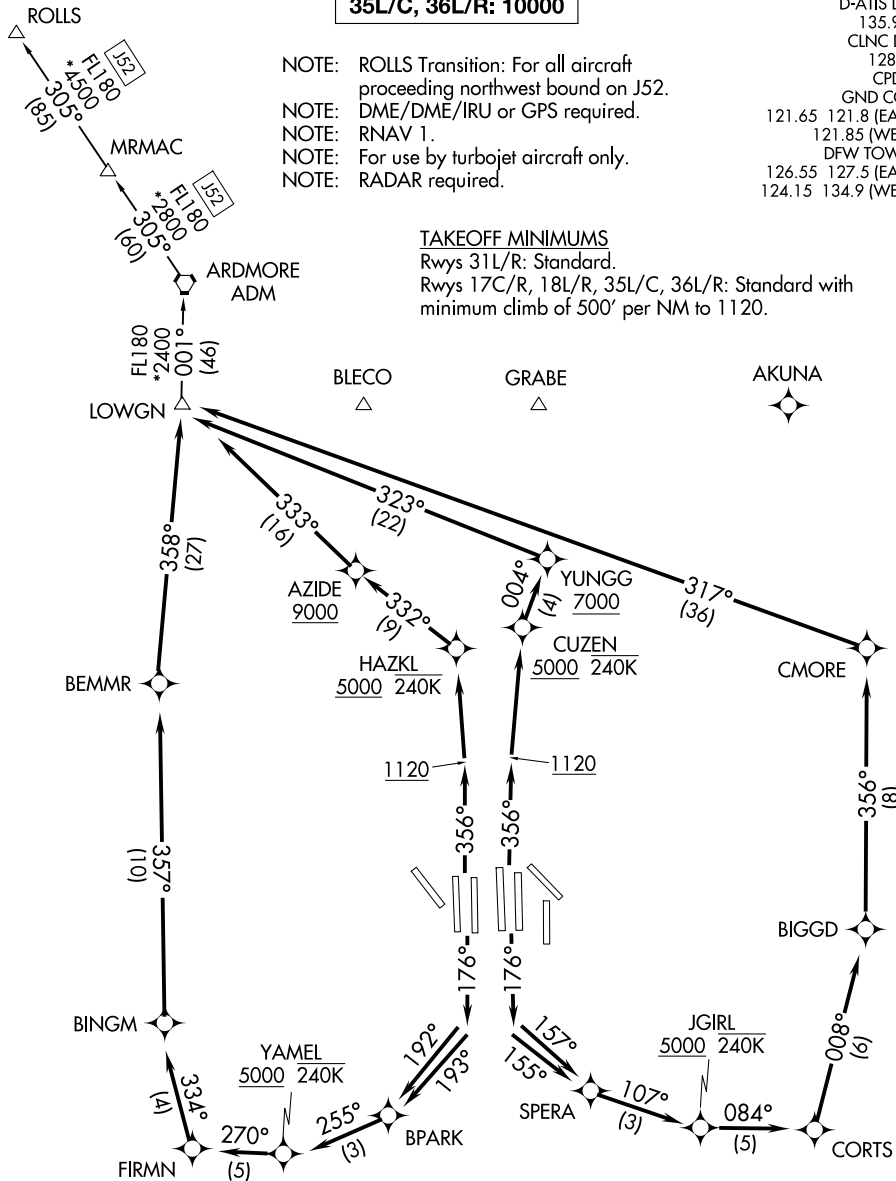 35L/C, 36L/R: 10000
D-ATIS
135.9
CLNC
128
GND
121.65 121.8
121.85
DFW
126.55 127.5
124.15 134.9
NOTE: ROLLS Transition: For all aircraft
proceeding northwest bound on J52.
NOTE: DME/DME/IRU or GPS required.
NOTE: RNAV 1.
NOTE: For use by turbojet aircraft only.
NOTE: RADAR required.
TAKEOFF MINIMUMS
Rwys 31L/R: Standard.
Rwys 17C/R, 18L/R, 35L/C, 36L/R: Standard with
minimum climb of 500' per NM to 1120.
ROLLS
J52
FL180
*4500
305°
(85)
MRMAC
J52
FL180
*2800
305°
(60)
ARDMORE
ADM
FL180
*2400
001°
(46)
LOWGN
BLECO
GRABE
AKUNA
358°
(27)
333°
(16)
323°
(22)
317°
(36)
AZIDE
9000
332°
(9)
004°
(4)
YUNGG
7000
HAZKL
5000 240K
CUZEN
5000 240K
CMORE
BEMMR
1120
1120
356°
356°
356°
(8)
357°
(10)
BIGGD
176°
176°
BINGM
192°
193°
157°
155°
008°
(6)
YAMEL
5000 240K
JGIRL
5000 240K
334°
(4)
SPERA
107°
(3)
084°
(5)
CORTS
BPARK
255°
(3)
270°
(5)
FIRMN